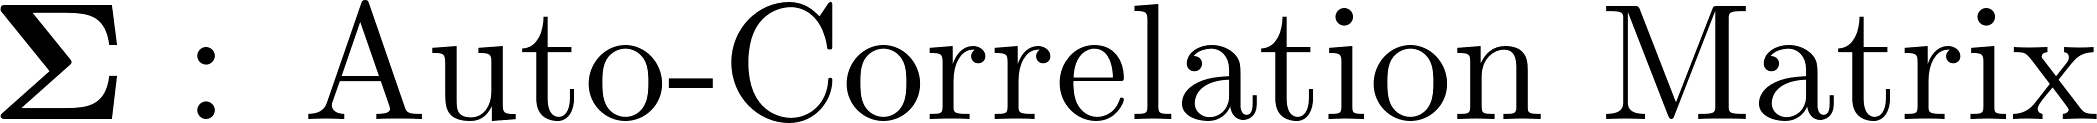 Σ : Auto-Correlation Matrix